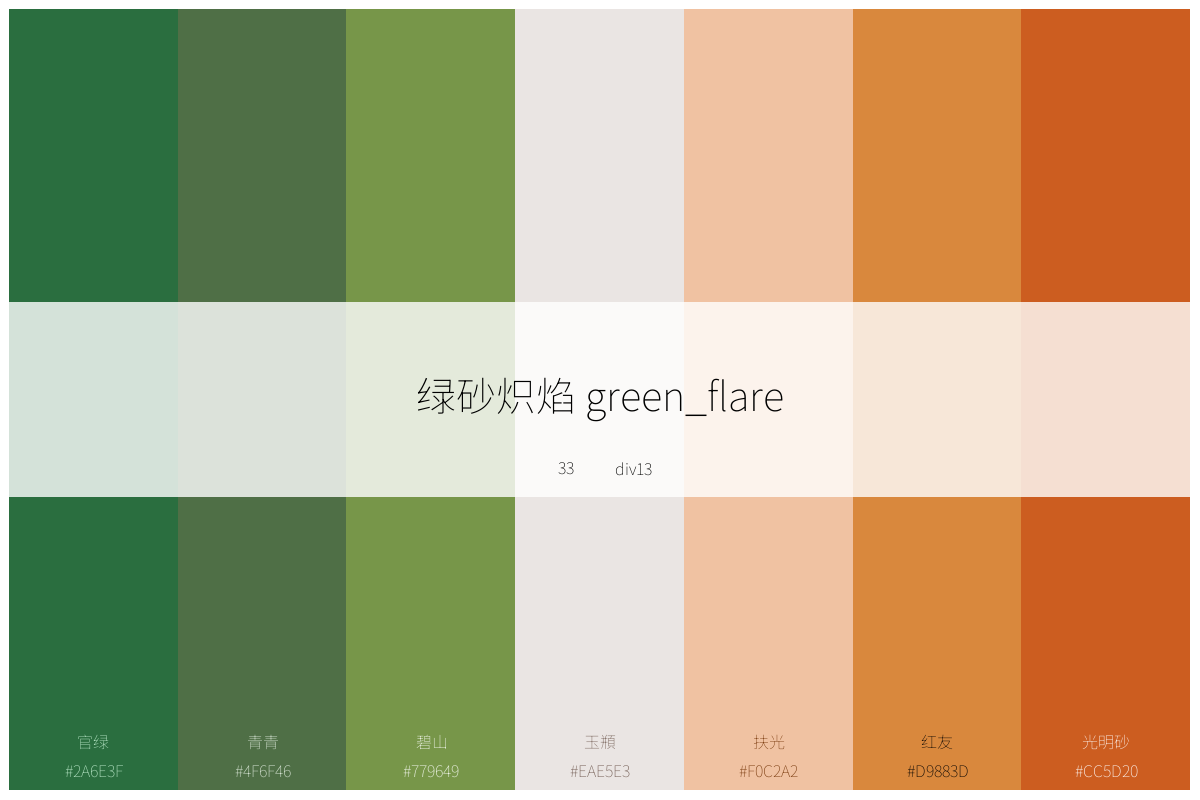 绿砂炽焰 green_flare
33 div13
官绿 青青 碧山 玉頩 扶光 红友 光明砂
#2A6E3F #4F6F46 #779649 #EAE5E3 #F0C2A2 #D9883D #CC5D20